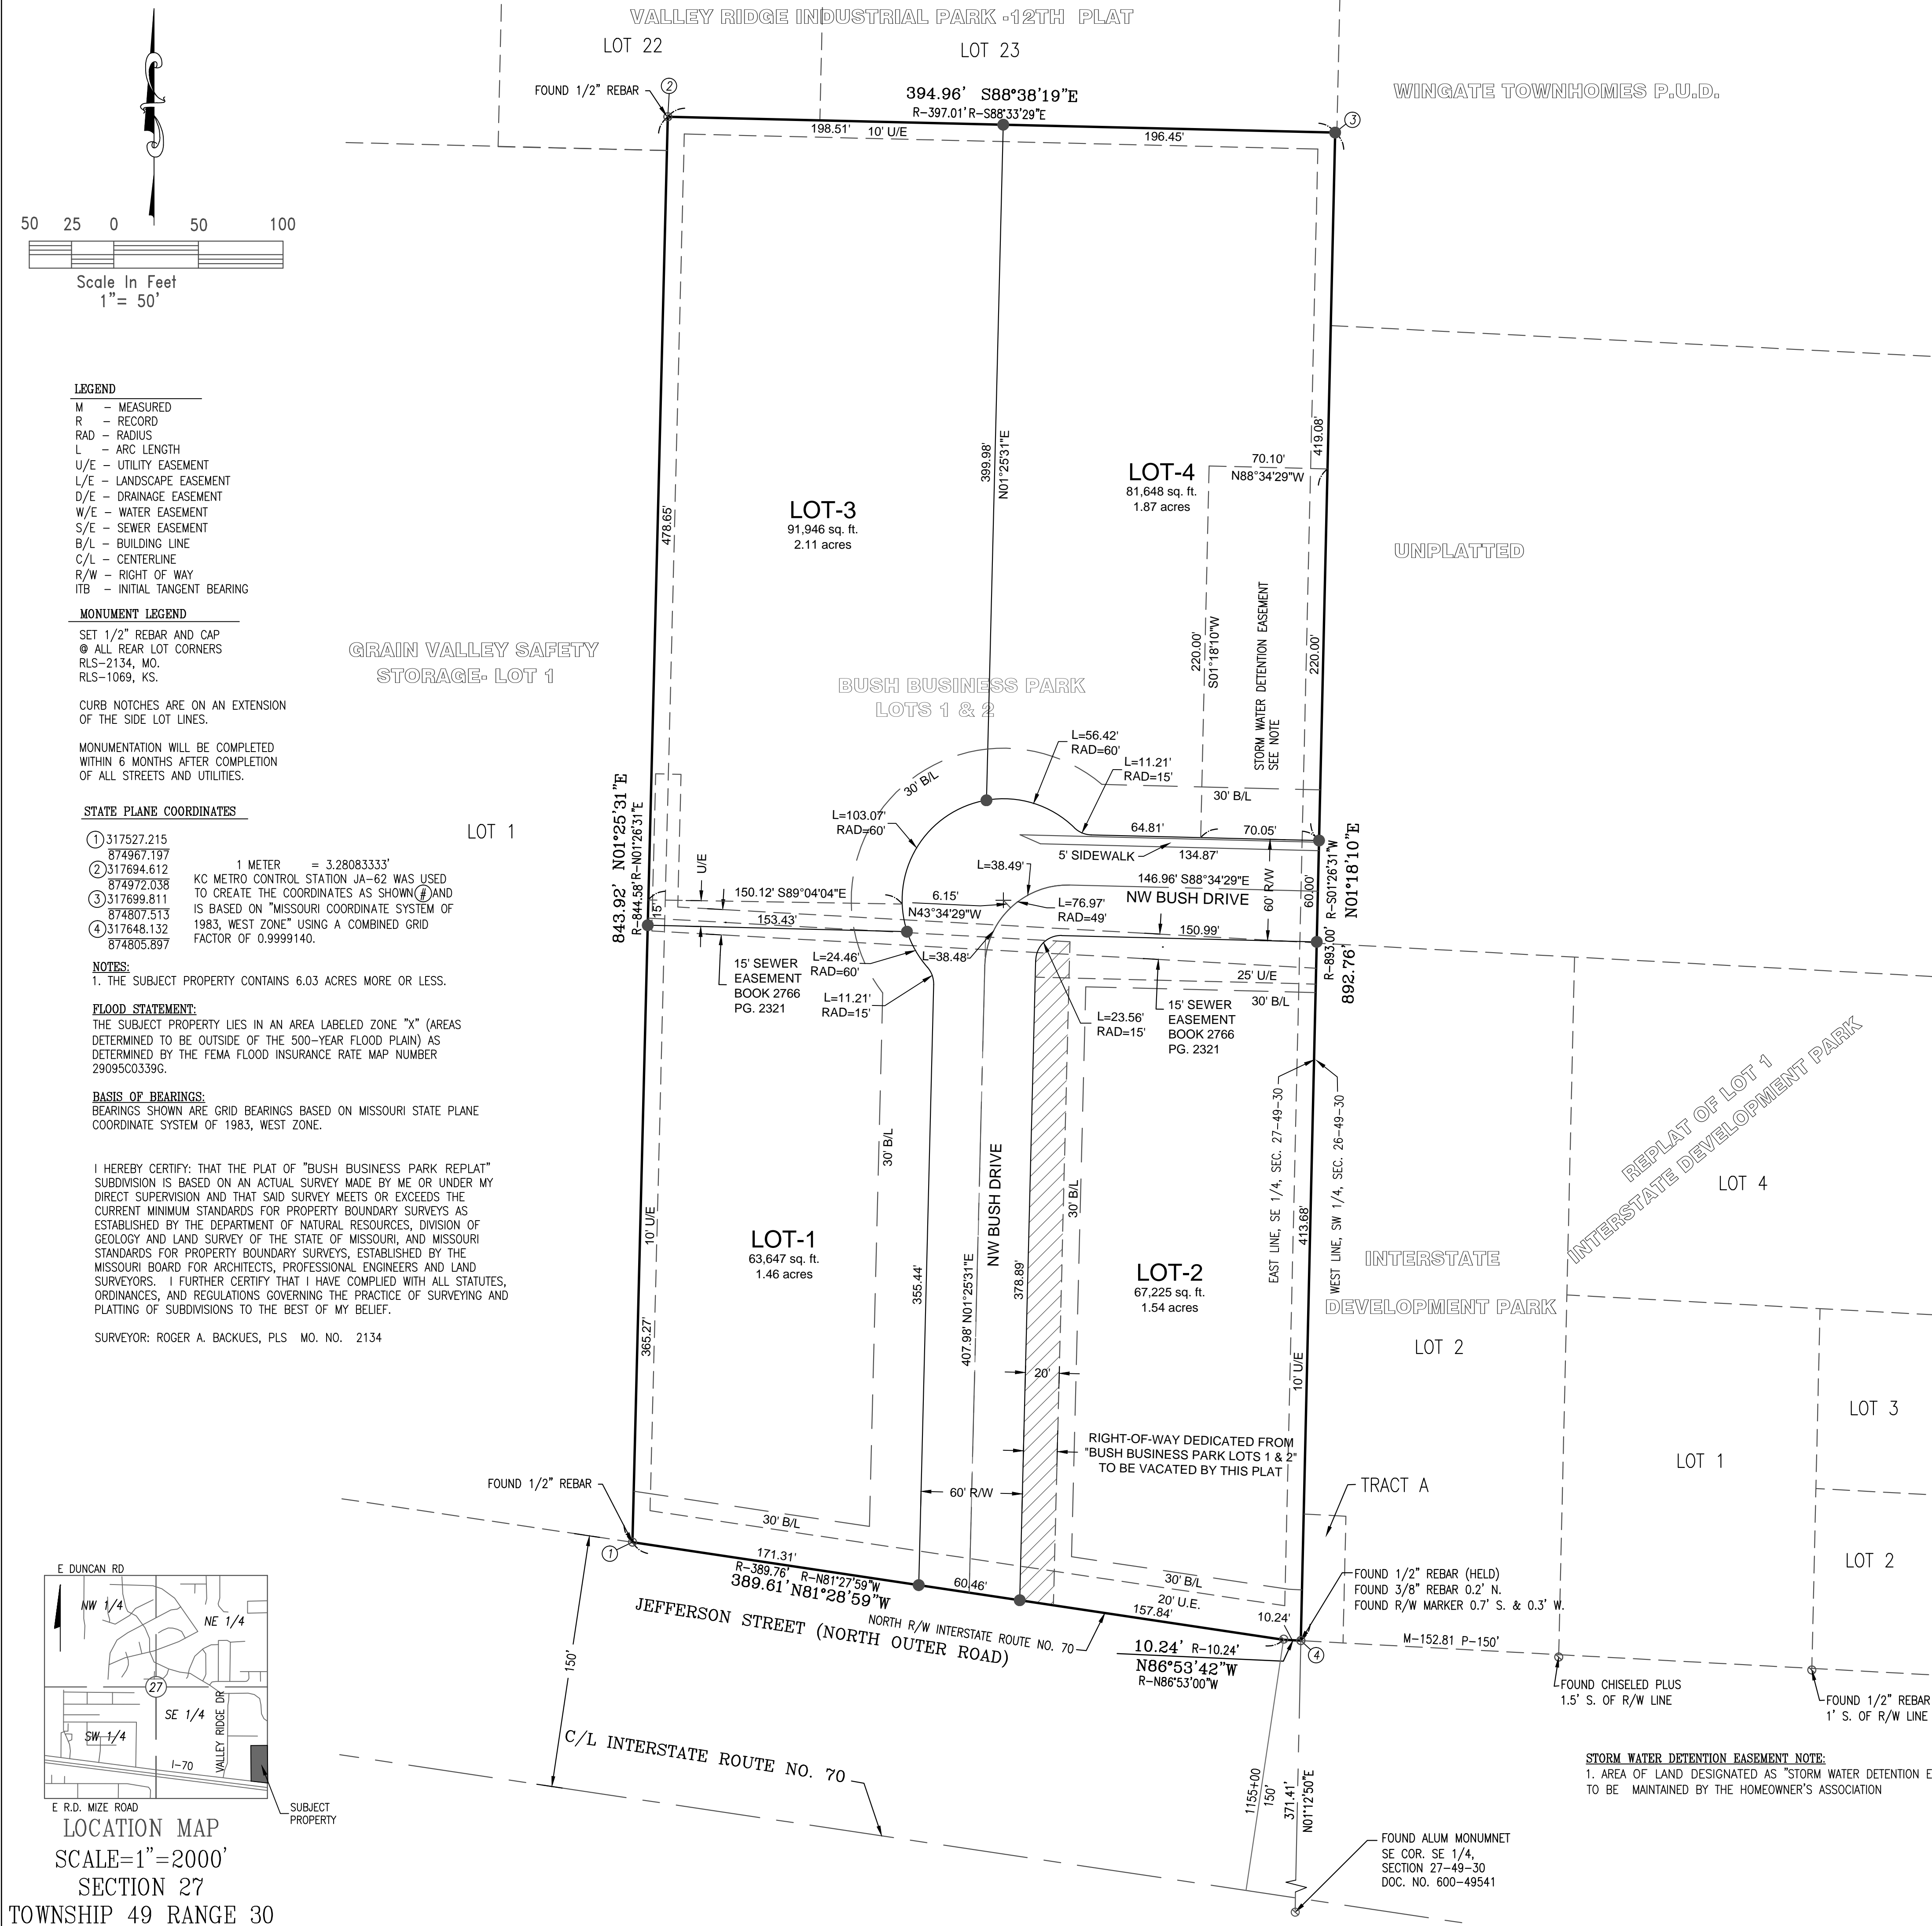 VALLEY RIDGE INDUSTRIAL PARK -12TH PLAT
LOT 22
LOT 23
WINGATE TOWNHOMES P.U.D.
FOUND 1/2" REBAR
2
394.96' S88°38'19"E
R-397.01' R-S88°33'29"E
3
198.51' 10' U/E
196.45'
50 25 0 50 100
Scale In Feet
1"= 50'
LEGEND
M – MEASURED
R – RECORD
RAD – RADIUS
L – ARC LENGTH
U/E – UTILITY EASEMENT
L/E – LANDSCAPE EASEMENT
D/E – DRAINAGE EASEMENT
W/E – WATER EASEMENT
S/E – SEWER EASEMENT
B/L – BUILDING LINE
C/L – CENTERLINE
R/W – RIGHT OF WAY
ITB – INITIAL TANGENT BEARING
MONUMENT LEGEND
SET 1/2" REBAR AND CAP
@ ALL REAR LOT CORNERS
RLS-2134, MO.
RLS-1069, KS.
CURB NOTCHES ARE ON AN EXTENSION
OF THE SIDE LOT LINES.
MONUMENTATION WILL BE COMPLETED
WITHIN 6 MONTHS AFTER COMPLETION
OF ALL STREETS AND UTILITIES.
STATE PLANE COORDINATES
1 317527.215
874967.197
2 317694.612
874972.038
3 317699.811
874807.513
4 317648.132
874805.897
1 METER = 3.28083333'
KC METRO CONTROL STATION JA-62 WAS USED
TO CREATE THE COORDINATES AS SHOWN # AND
IS BASED ON "MISSOURI COORDINATE SYSTEM OF
1983, WEST ZONE" USING A COMBINED GRID
FACTOR OF 0.9999140.
NOTES:
1. THE SUBJECT PROPERTY CONTAINS 6.03 ACRES MORE OR LESS.
FLOOD STATEMENT:
THE SUBJECT PROPERTY LIES IN AN AREA LABELED ZONE "X" (AREAS
DETERMINED TO BE OUTSIDE OF THE 500-YEAR FLOOD PLAIN) AS
DETERMINED BY THE FEMA FLOOD INSURANCE RATE MAP NUMBER
29095C0339G.
BASIS OF BEARINGS:
BEARINGS SHOWN ARE GRID BEARINGS BASED ON MISSOURI STATE PLANE
COORDINATE SYSTEM OF 1983, WEST ZONE.
I HEREBY CERTIFY: THAT THE PLAT OF "BUSH BUSINESS PARK REPLAT"
SUBDIVISION IS BASED ON AN ACTUAL SURVEY MADE BY ME OR UNDER MY
DIRECT SUPERVISION AND THAT SAID SURVEY MEETS OR EXCEEDS THE
CURRENT MINIMUM STANDARDS FOR PROPERTY BOUNDARY SURVEYS AS
ESTABLISHED BY THE DEPARTMENT OF NATURAL RESOURCES, DIVISION OF
GEOLOGY AND LAND SURVEY OF THE STATE OF MISSOURI, AND MISSOURI
STANDARDS FOR PROPERTY BOUNDARY SURVEYS, ESTABLISHED BY THE
MISSOURI BOARD FOR ARCHITECTS, PROFESSIONAL ENGINEERS AND LAND
SURVEYORS. I FURTHER CERTIFY THAT I HAVE COMPLIED WITH ALL STATUTES,
ORDINANCES, AND REGULATIONS GOVERNING THE PRACTICE OF SURVEYING AND
PLATTING OF SUBDIVISIONS TO THE BEST OF MY BELIEF.
SURVEYOR: ROGER A. BACKUES, PLS MO. NO. 2134
GRAIN VALLEY SAFETY
STORAGE- LOT 1
LOT 1
478.65'
843.92' N01°25'31"E
R-844.58' R-N01°26'31"E
LOT-3
91,946 sq. ft.
2.11 acres
399.98'
N01°25'31"E
LOT-4
81,648 sq. ft.
1.87 acres
70.10'
N88°34'29"W
419.08'
220.00'
S01°18'10"W
STORM WATER DETENTION EASEMENT
SEE NOTE
220.00'
UNPLATTED
BUSH BUSINESS PARK
LOTS 1 & 2
L=56.42'
RAD=60'
L=11.21'
RAD=15'
30' B/L
30' B/L
L=103.07'
RAD=60'
64.81'
70.05'
5' SIDEWALK
134.87'
L=38.49'
146.96' S88°34'29"E
NW BUSH DRIVE
60' R/W
60.00'
R-893.00' R-S01°26'31"W
892.76' N01°18'10"E
U/E
15'
150.12' S89°04'04"E
6.15'
N43°34'29"W
L=76.97'
RAD=49'
153.43'
150.99'
15' SEWER
EASEMENT
BOOK 2766
PG. 2321
L=24.46'
RAD=60'
L=38.48'
L=11.21'
RAD=15'
25' U/E
30' B/L
L=23.56'
RAD=15'
15' SEWER
EASEMENT
BOOK 2766
PG. 2321
EAST LINE, SE 1/4, SEC. 27-49-30
WEST LINE, SW 1/4, SEC. 26-49-30
30' B/L
10' U/E
365.27'
LOT-1
63,647 sq. ft.
1.46 acres
355.44'
407.98' N01°25'31"E
NW BUSH DRIVE
378.89'
30' B/L
LOT-2
67,225 sq. ft.
1.54 acres
413.68'
10' U/E
20'
RIGHT-OF-WAY DEDICATED FROM
"BUSH BUSINESS PARK LOTS 1 & 2"
TO BE VACATED BY THIS PLAT
60' R/W
REPLAT OF LOT 1
INTERSTATE DEVELOPMENT PARK
LOT 4
INTERSTATE
DEVELOPMENT PARK
LOT 2
LOT 3
LOT 1
LOT 2
TRACT A
FOUND 1/2" REBAR
1
30' B/L
171.31'
R-389.76' R-N81°27'59"W
389.61' N81°28'59"W
60.46'
30' B/L
20' U.E.
157.84'
10.24'
4
JEFFERSON STREET (NORTH OUTER ROAD)
NORTH R/W INTERSTATE ROUTE NO. 70
10.24' R-10.24'
N86°53'42"W
R-N86°53'00"W
FOUND 1/2" REBAR (HELD)
FOUND 3/8" REBAR 0.2' N.
FOUND R/W MARKER 0.7' S. & 0.3' W.
M-152.81 P-150'
FOUND CHISELED PLUS
1.5' S. OF R/W LINE
FOUND 1/2" REBAR
1' S. OF R/W LINE
150'
C/L INTERSTATE ROUTE NO. 70
1155+00
150'
371.41'
N01°12'50"E
STORM WATER DETENTION EASEMENT NOTE:
1. AREA OF LAND DESIGNATED AS "STORM WATER DETENTION E
TO BE MAINTAINED BY THE HOMEOWNER'S ASSOCIATION
FOUND ALUM MONUMNET
SE COR. SE 1/4,
SECTION 27-49-30
DOC. NO. 600-49541
E DUNCAN RD
NW 1/4
NE 1/4
27
SE 1/4
SW 1/4
VALLEY RIDGE DR
I-70
E R.D. MIZE ROAD
SUBJECT
PROPERTY
LOCATION MAP
SCALE=1"=2000'
SECTION 27
TOWNSHIP 49 RANGE 30